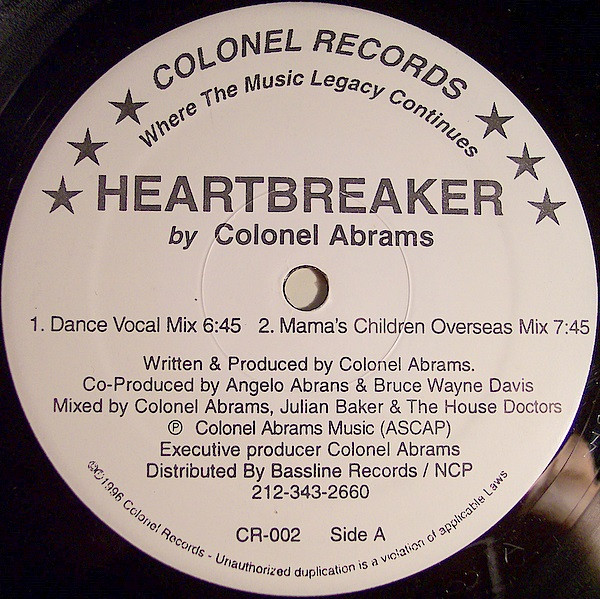 COLONEL RECORDS
Where The Music Legacy Continues
HEARTBREAKER
by Colonel Abrams
1. Dance Vocal Mix 6:45 2. Mama's Children Overseas Mix 7:45
Written & Produced by Colonel Abrams.
Co-Produced by Angelo Abrans & Bruce Wayne Davis
Mixed by Colonel Abrams, Julian Baker & The House Doctors
℗ Colonel Abrams Music (ASCAP)
Executive producer Colonel Abrams
Distributed By Bassline Records / NCP
212-343-2660
CR-002 Side A
℗©1996 Colonel Records - Unauthorized duplication is a violation of applicable Laws